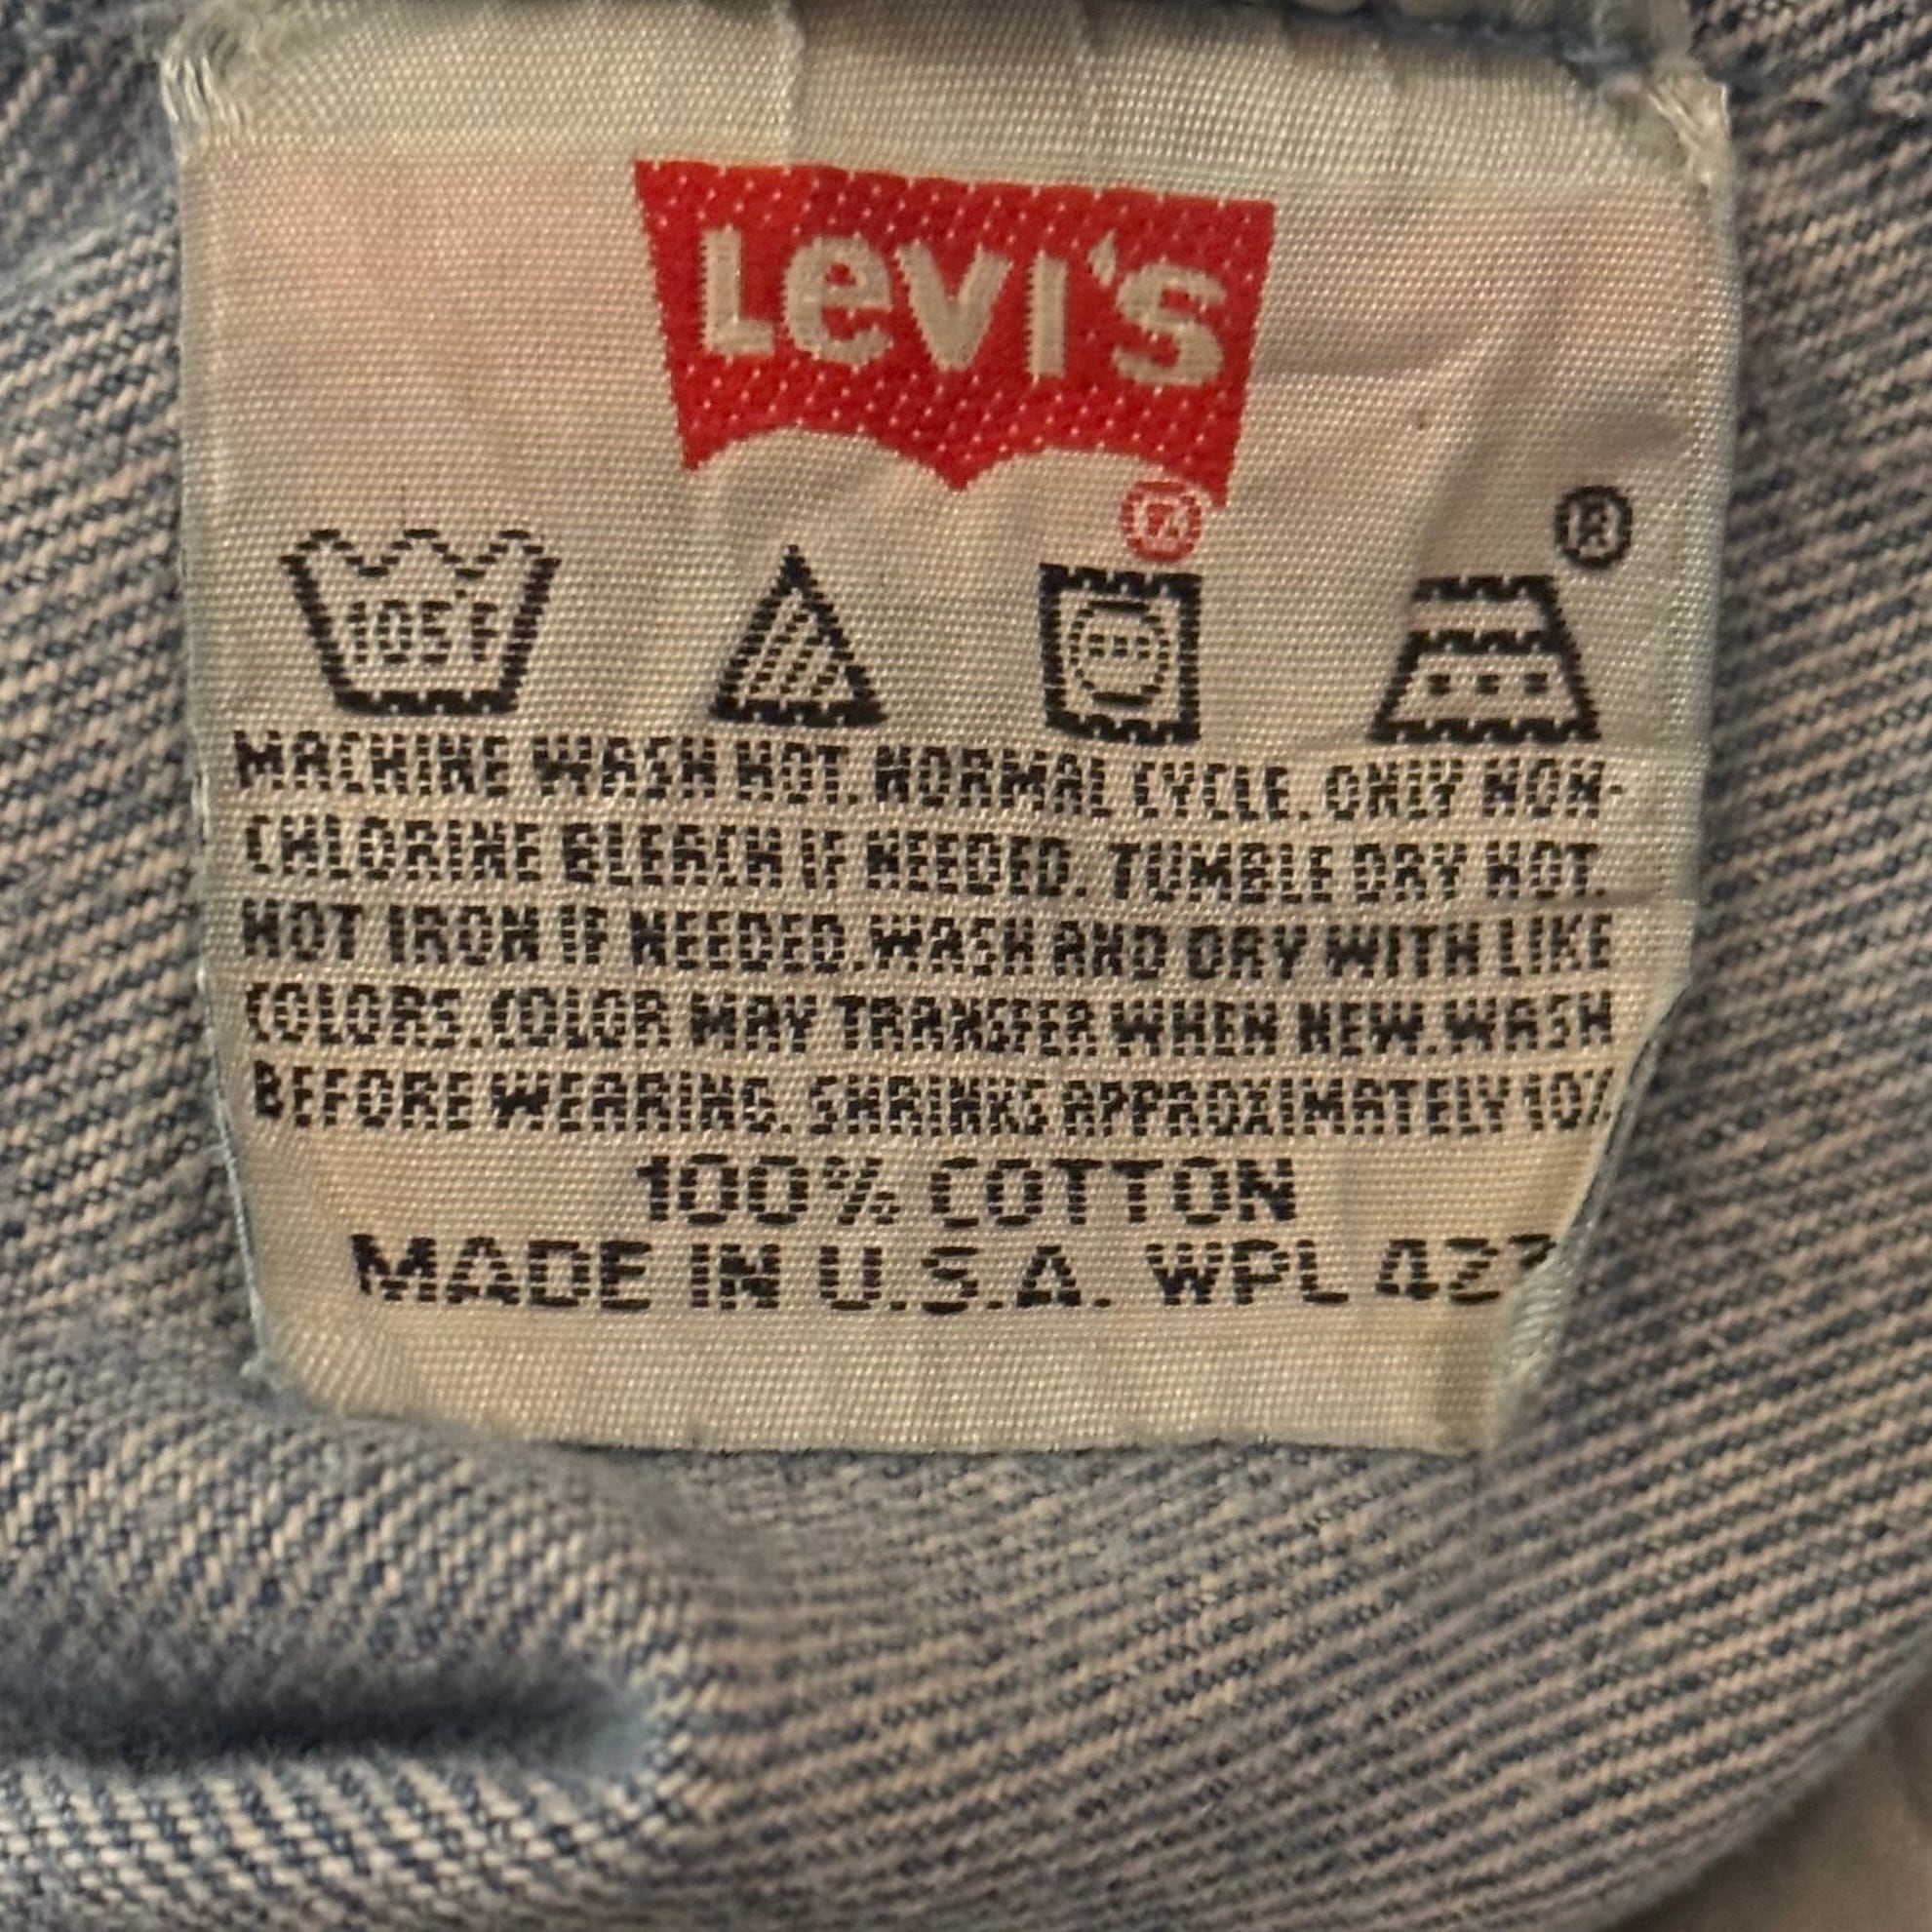 Levi's
®
®
105°F
MACHINE WASH HOT. NORMAL CYCLE. ONLY NON-
CHLORINE BLEACH IF NEEDED. TUMBLE DRY HOT.
HOT IRON IF NEEDED. WASH AND DRY WITH LIKE
COLORS. COLOR MAY TRANSFER WHEN NEW. WASH
BEFORE WEARING. SHRINKS APPROXIMATELY 10%
100% COTTON
MADE IN U.S.A. WPL 42